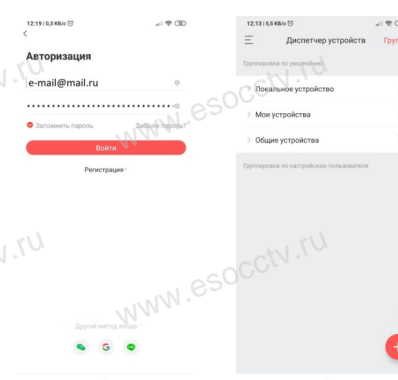 12:19 | 0,3 КБ/с
Авторизация
e-mail@mail.ru
Запомнить пароль
Забыли пароль?
Войти
Регистрация
Другой метод входа
12:13 | 5,5 КБ/с
Диспетчер устройств
Груп
Группировка по умолчанию
Локальное устройство
Мои устройства
Общие устройства
Группировка по настройкам пользователя
www.esocctv.ru
www.esocctv.ru
.ru
.ru